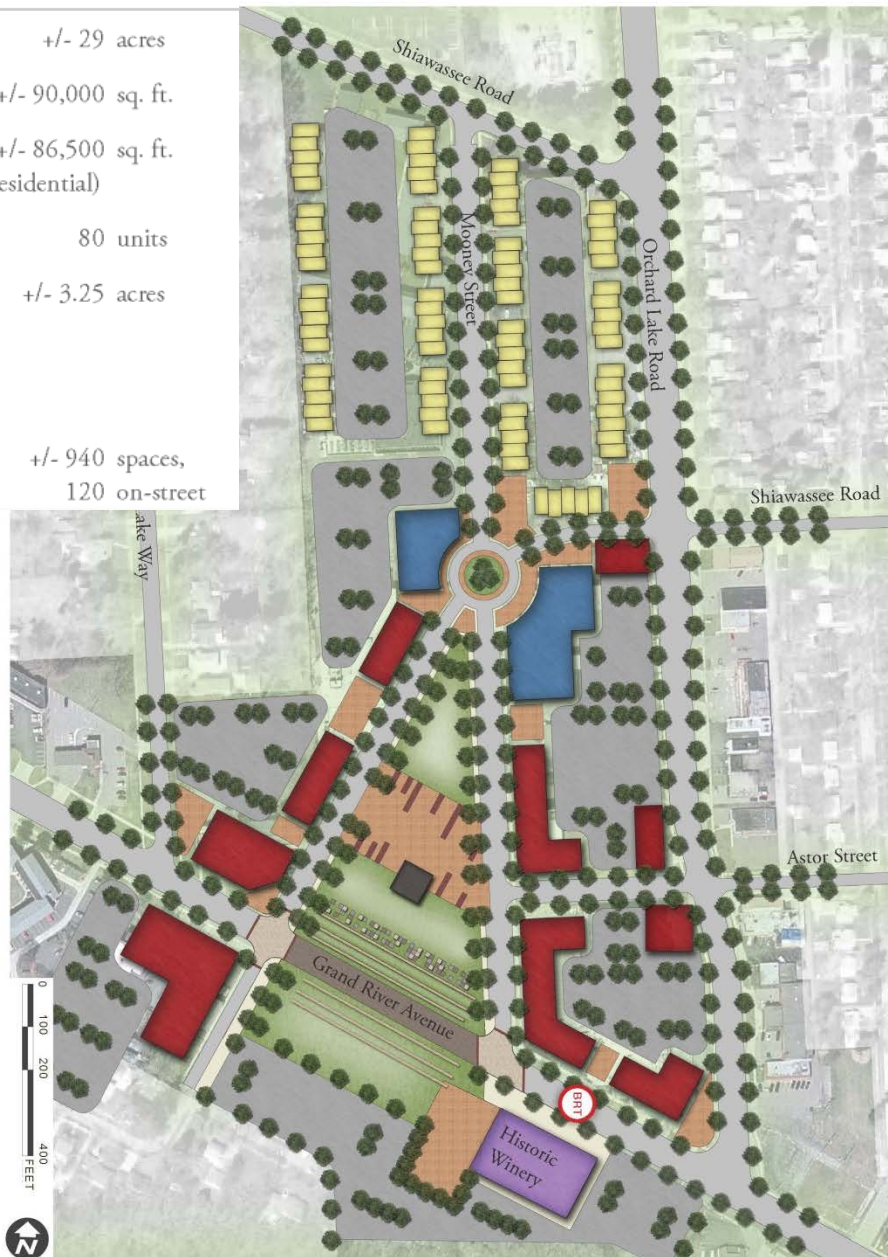 +/- 29 acres
+/- 90,000 sq. ft.
+/- 86,500 sq. ft.
esidential)
80 units
+/- 3.25 acres
+/- 940 spaces,
120 on-street
Shiawassee Road
Mooney Street
Orchard Lake Road
Shiawassee Road
ake Way
Astor Street
Grand River Avenue
BRT
Historic
Winery
0 100 200 400
FEET
N